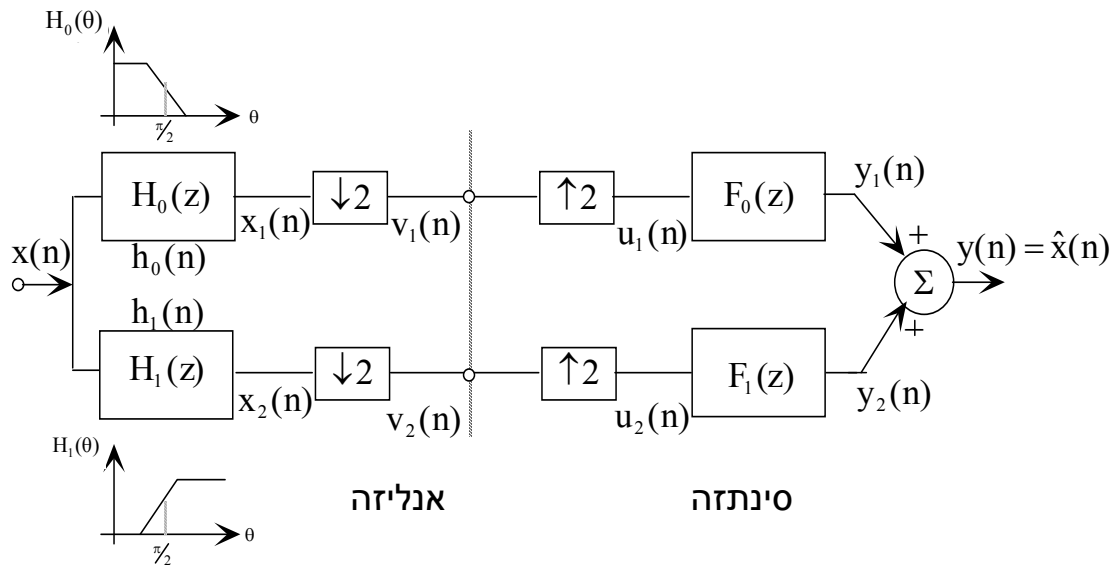 H₀(θ)
θ
π/2
H₀(z)
↓2
↑2
F₀(z)
y₁(n)
x₁(n)
v₁(n)
u₁(n)
+
x(n)
h₀(n)
y(n) = x̂(n)
Σ
h₁(n)
+
H₁(z)
↓2
↑2
F₁(z)
x₂(n)
v₂(n)
u₂(n)
y₂(n)
H₁(θ)
אנליזה
סינתזה
θ
π/2